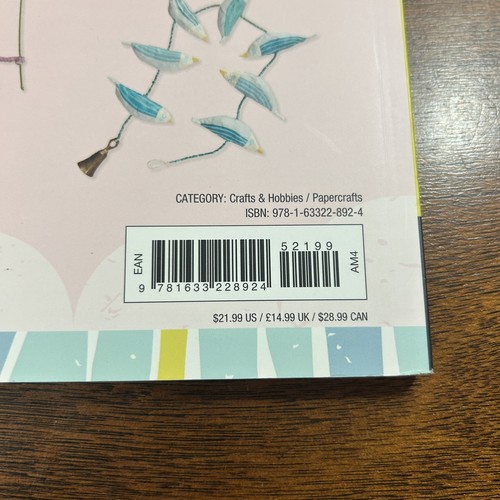 CATEGORY: Crafts & Hobbies / Papercrafts
ISBN: 978-1-63322-892-4
EAN
52199
AM4
9 781633 228924
$21.99 US / £14.99 UK / $28.99 CAN